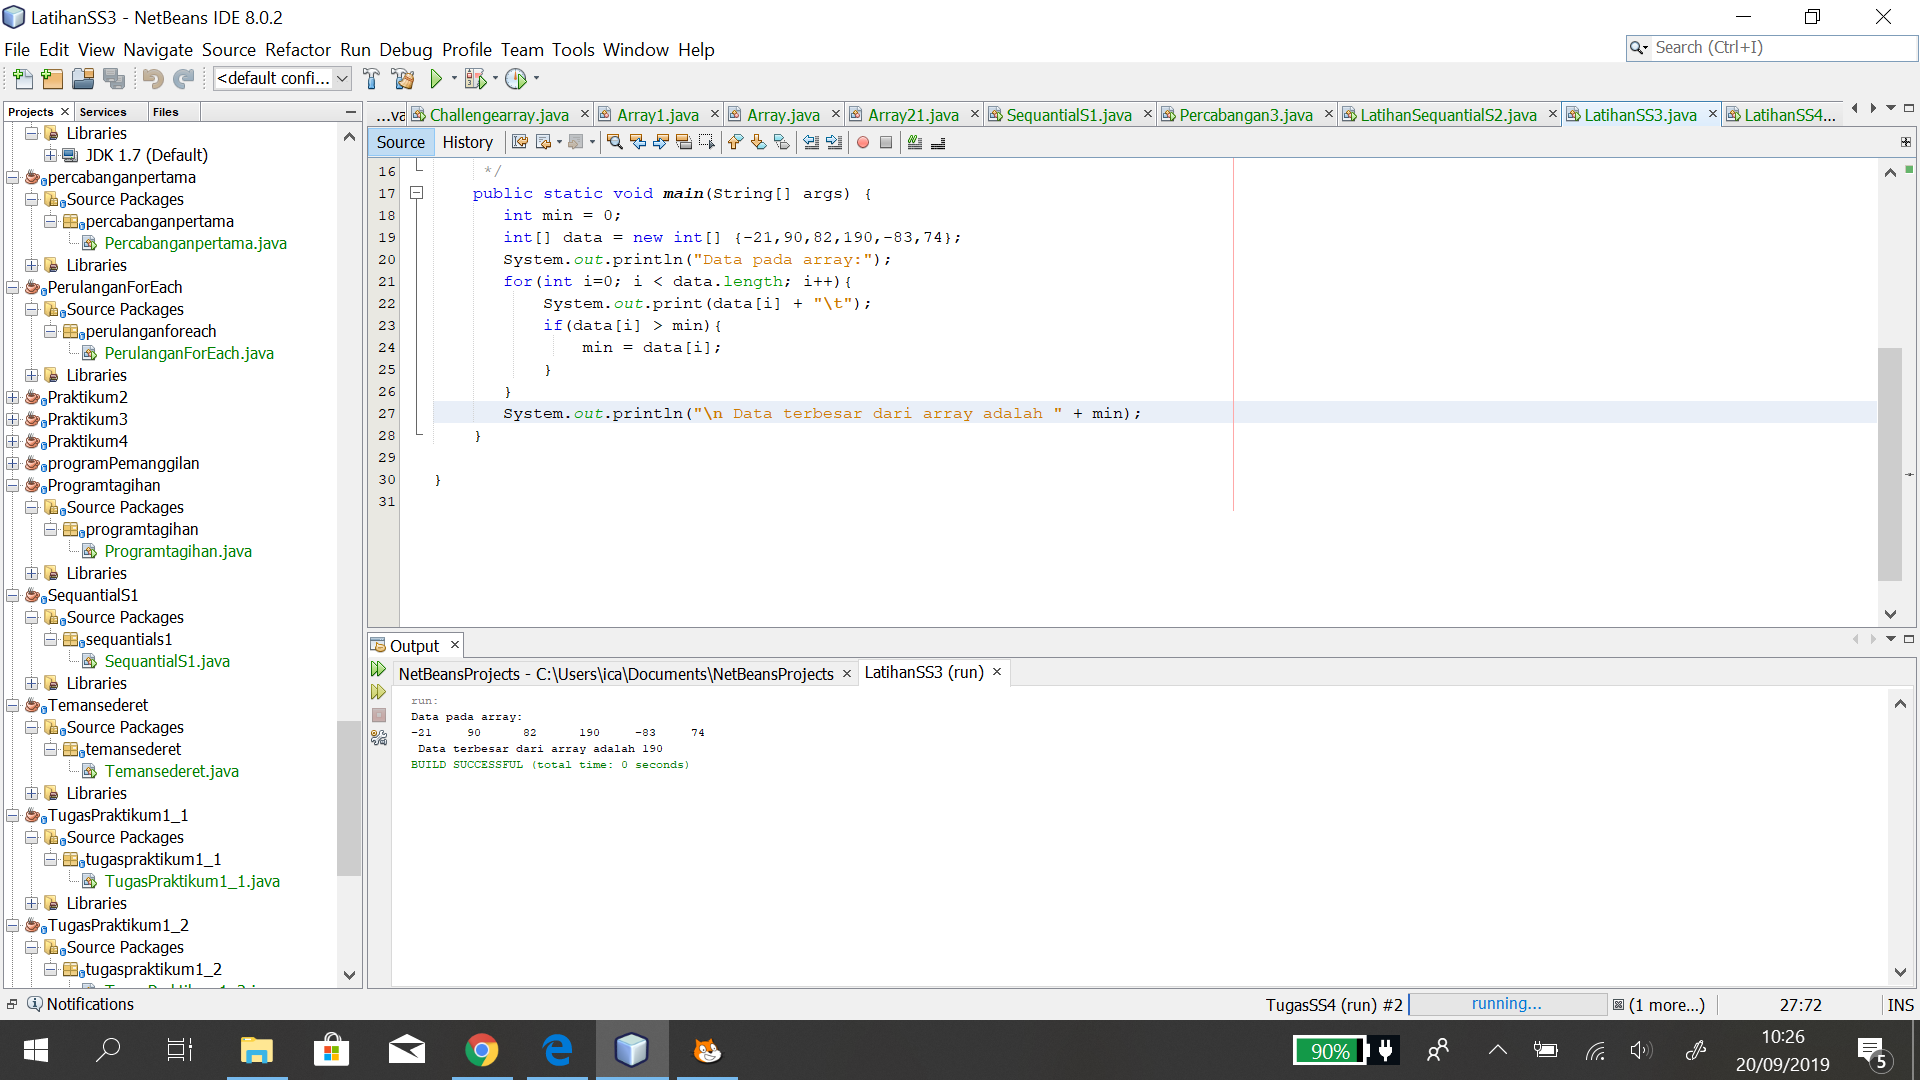 LatihanSS3 - NetBeans IDE 8.0.2
File Edit View Navigate Source Refactor Run Debug Profile Team Tools Window Help
Search (Ctrl+I)
<default confi...
Projects Services Files
...va Challengearray.java Array1.java Array.java Array21.java SequantialS1.java Percabangan3.java LatihanSequantialS2.java LatihanSS3.java LatihanSS4...
Source History
Libraries
JDK 1.7 (Default)
percabanganpertama
Source Packages
percabanganpertama
Percabanganpertama.java
Libraries
PerulanganForEach
Source Packages
perulanganforeach
PerulanganForEach.java
Libraries
Praktikum2
Praktikum3
Praktikum4
programPemanggilan
Programtagihan
Source Packages
programtagihan
Programtagihan.java
Libraries
SequantialS1
Source Packages
sequantials1
SequantialS1.java
Libraries
Temansederet
Source Packages
temansederet
Temansederet.java
Libraries
TugasPraktikum1_1
Source Packages
tugaspraktikum1_1
TugasPraktikum1_1.java
Libraries
TugasPraktikum1_2
Source Packages
tugaspraktikum1_2
16 */
17 public static void main(String[] args) {
18 int min = 0;
19 int[] data = new int[] {-21,90,82,190,-83,74};
20 System.out.println("Data pada array:");
21 for(int i=0; i < data.length; i++){
22 System.out.print(data[i] + "\t");
23 if(data[i] > min){
24 min = data[i];
25 }
26 }
27 System.out.println("\n Data terbesar dari array adalah " + min);
28 }
29
30 }
31
Output
NetBeansProjects - C:\Users\ica\Documents\NetBeansProjects LatihanSS3 (run)
run:
Data pada array:
-21 90 82 190 -83 74
Data terbesar dari array adalah 190
BUILD SUCCESSFUL (total time: 0 seconds)
Notifications
TugasSS4 (run) #2 running... (1 more...) 27:72 INS
90%
10:26
20/09/2019
5